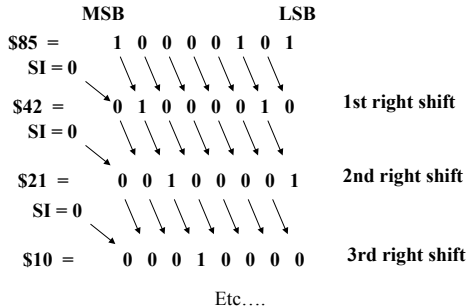 MSB LSB
$85 = 1 0 0 0 0 1 0 1
SI = 0
$42 = 0 1 0 0 0 0 1 0 1st right shift
SI = 0
$21 = 0 0 1 0 0 0 0 1 2nd right shift
SI = 0
$10 = 0 0 0 1 0 0 0 0 3rd right shift
Etc….